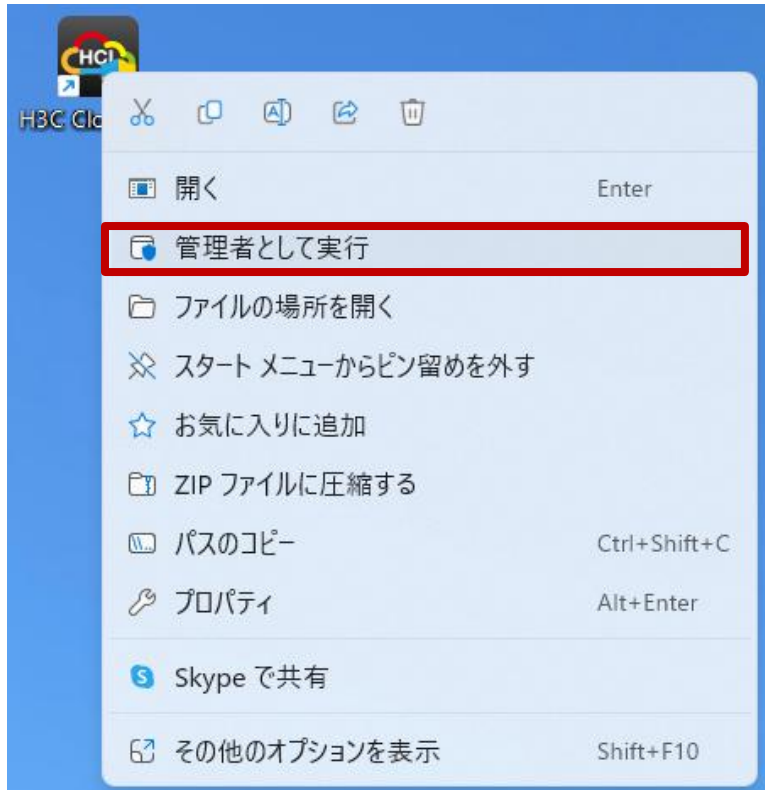 HCI
H3C Clo
開く Enter
管理者として実行
ファイルの場所を開く
スタート メニューからピン留めを外す
お気に入りに追加
ZIP ファイルに圧縮する
パスのコピー Ctrl+Shift+C
プロパティ Alt+Enter
Skype で共有
その他のオプションを表示 Shift+F10